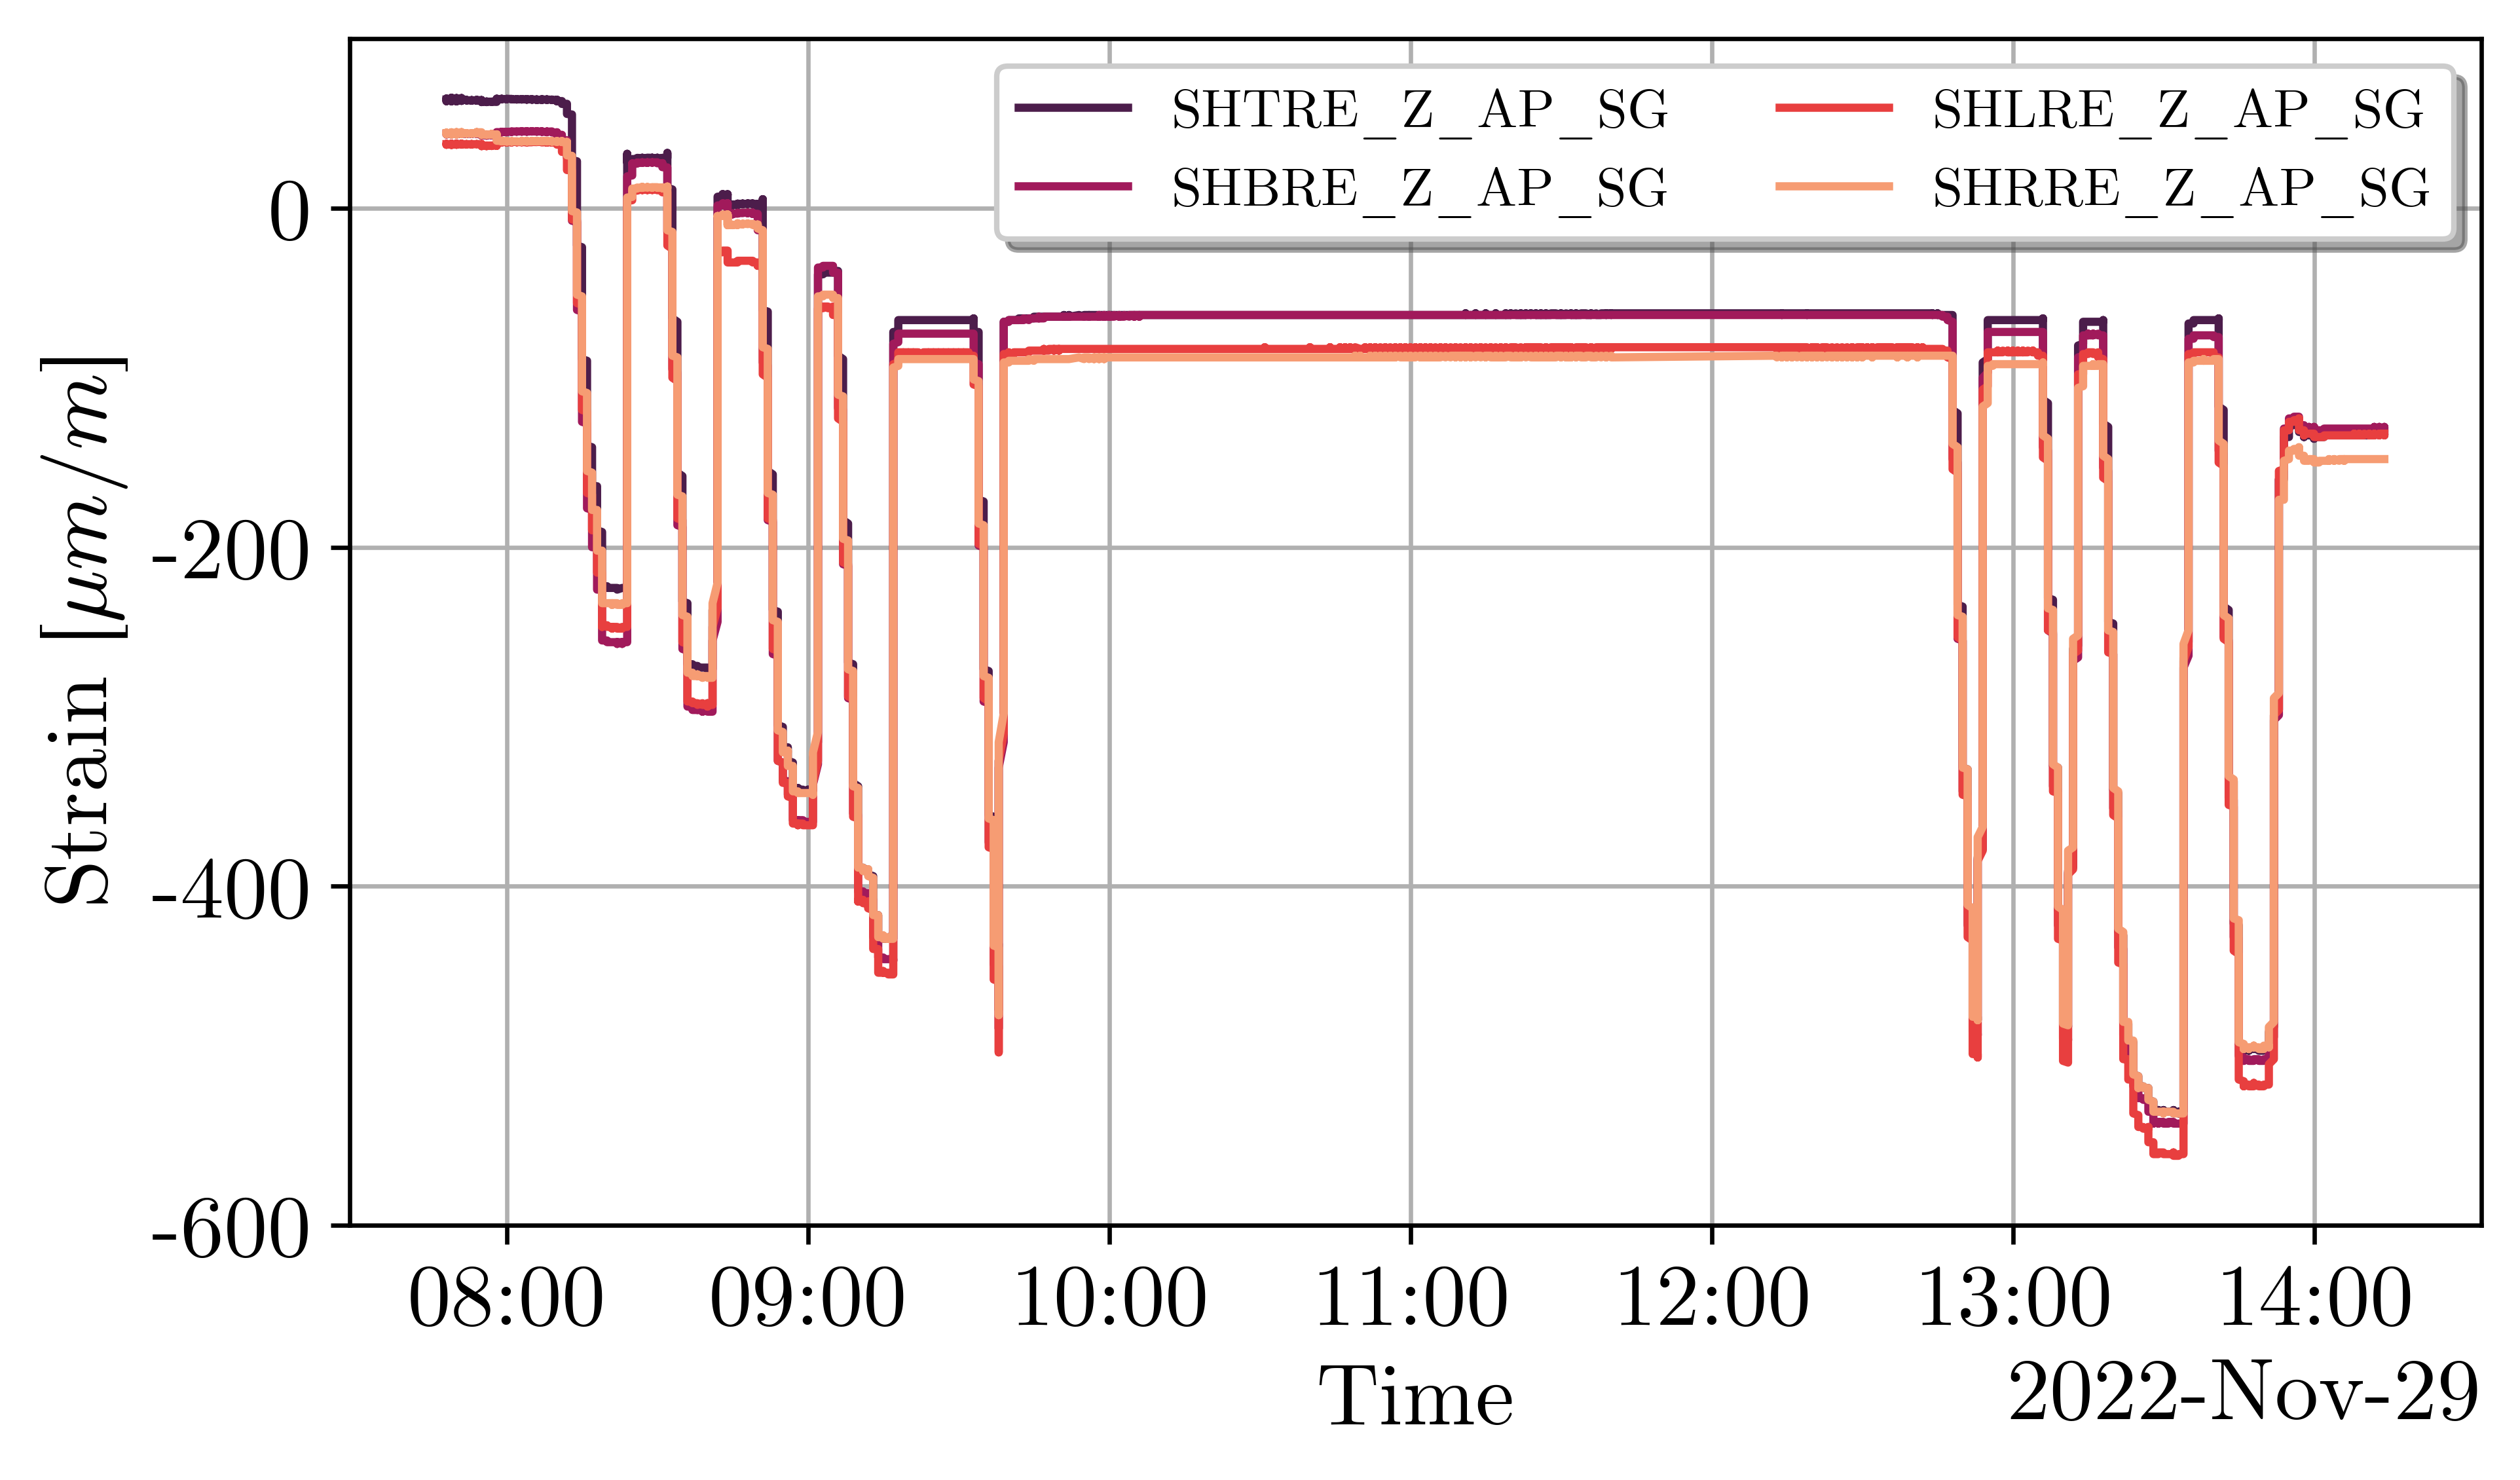 SHTRE_Z_AP_SG
SHBRE_Z_AP_SG
SHLRE_Z_AP_SG
SHRRE_Z_AP_SG
Strain [μm/m]
0
-200
-400
-600
08:00 09:00 10:00 11:00 12:00 13:00 14:00
Time
2022-Nov-29